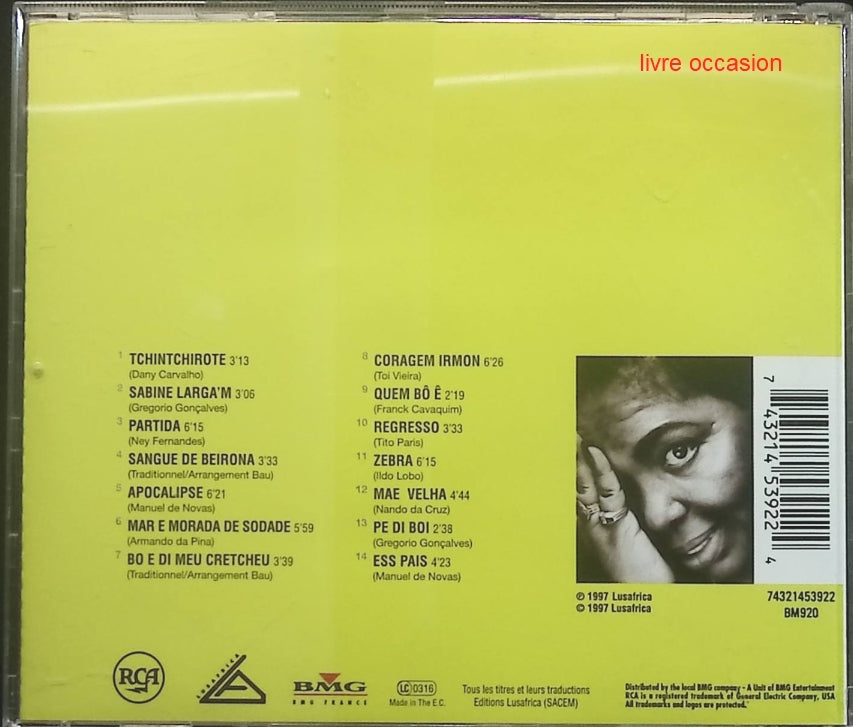 livre occasion
1 TCHINTCHIROTE 3'13
(Dany Carvalho)
2 SABINE LARGA'M 3'06
(Gregorio Gonçalves)
3 PARTIDA 6'15
(Ney Fernandes)
4 SANGUE DE BEIRONA 3'33
(Traditionnel/Arrangement Bau)
5 APOCALIPSE 6'21
(Manuel de Novas)
6 MAR E MORADA DE SODADE 5'59
(Armando da Pina)
7 BO E DI MEU CRETCHEU 3'39
(Traditionnel/Arrangement Bau)
8 CORAGEM IRMON 6'26
(Toi Vieira)
9 QUEM BÔ Ê 2'19
(Franck Cavaquim)
10 REGRESSO 3'33
(Tito Paris)
11 ZEBRA 6'15
(Ildo Lobo)
12 MAE VELHA 4'44
(Nando da Cruz)
13 PE DI BOI 2'38
(Gregorio Gonçalves)
14 ESS PAIS 4'23
(Manuel de Novas)
7 43214 53922 4
℗ 1997 Lusafrica
© 1997 Lusafrica
74321453922
BM920
RCA
LUSAFRICA
BMG
BMG FRANCE
LC 0316
Made in The E.C.
Tous les titres et leurs traductions
Editions Lusafrica (SACEM)
Distributed by the local BMG company - A Unit of BMG Entertainment
RCA is a registered trademark of General Electric Company, USA
All trademarks and logos are protected.